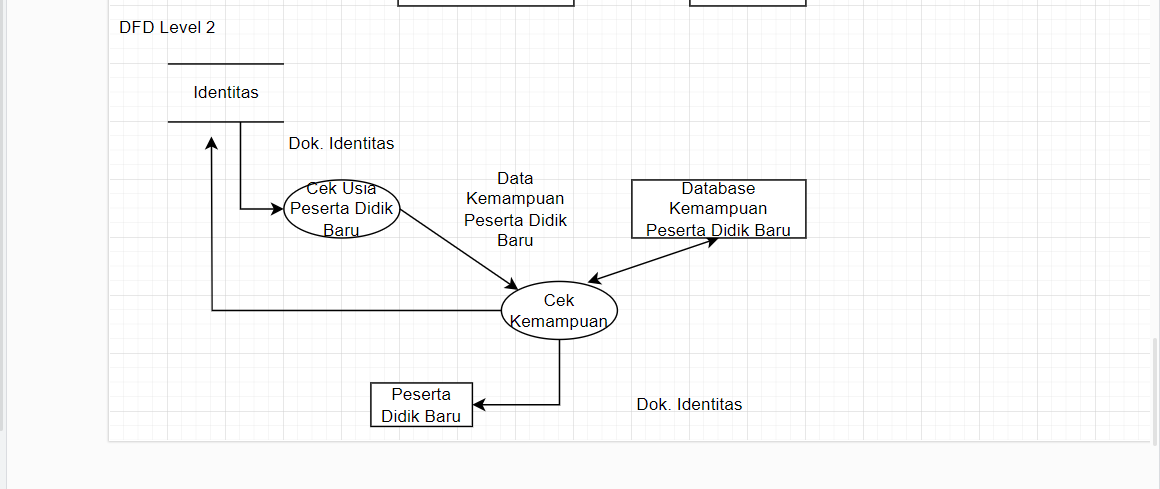 DFD Level 2
Identitas
Dok. Identitas
Cek Usia
Peserta Didik
Baru
Data
Kemampuan
Peserta Didik
Baru
Database
Kemampuan
Peserta Didik Baru
Cek
Kemampuan
Peserta
Didik Baru
Dok. Identitas